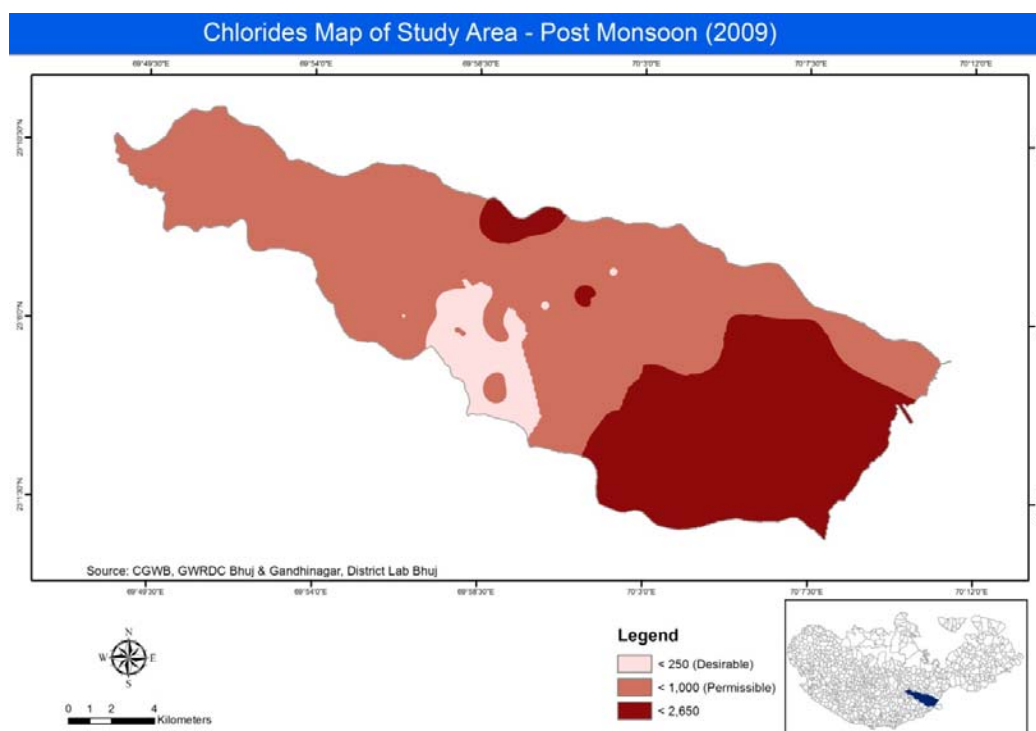 Chlorides Map of Study Area - Post Monsoon (2009)
69°49'30"E 69°54'0"E 69°58'30"E 70°3'0"E 70°7'30"E 70°12'0"E
Source: CGWB, GWRDC Bhuj & Gandhinagar, District Lab Bhuj
69°49'30"E 69°54'0"E 69°58'30"E 70°3'0"E 70°7'30"E 70°12'0"E
N
W E
S
0 1 2 4
Kilometers
Legend
< 250 (Desirable)
< 1,000 (Permissible)
< 2,650